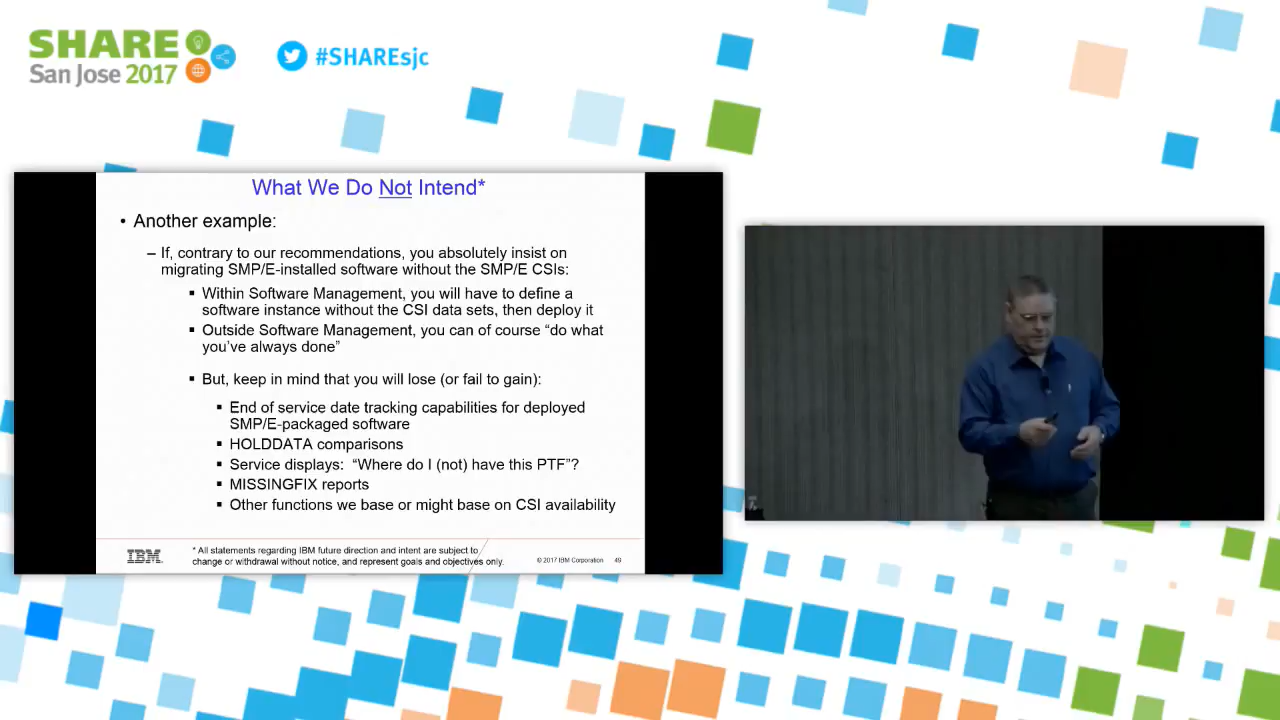 SHARE
San Jose 2017
#SHAREsjc
What We Do Not Intend*
• Another example:
– If, contrary to our recommendations, you absolutely insist on
migrating SMP/E-installed software without the SMP/E CSIs:
▪ Within Software Management, you will have to define a
software instance without the CSI data sets, then deploy it
▪ Outside Software Management, you can of course “do what
you’ve always done”
▪ But, keep in mind that you will lose (or fail to gain):
▪ End of service date tracking capabilities for deployed
SMP/E-packaged software
▪ HOLDDATA comparisons
▪ Service displays: “Where do I (not) have this PTF”?
▪ MISSINGFIX reports
▪ Other functions we base or might base on CSI availability
IBM
* All statements regarding IBM future direction and intent are subject to
change or withdrawal without notice, and represent goals and objectives only.
© 2017 IBM Corporation 49